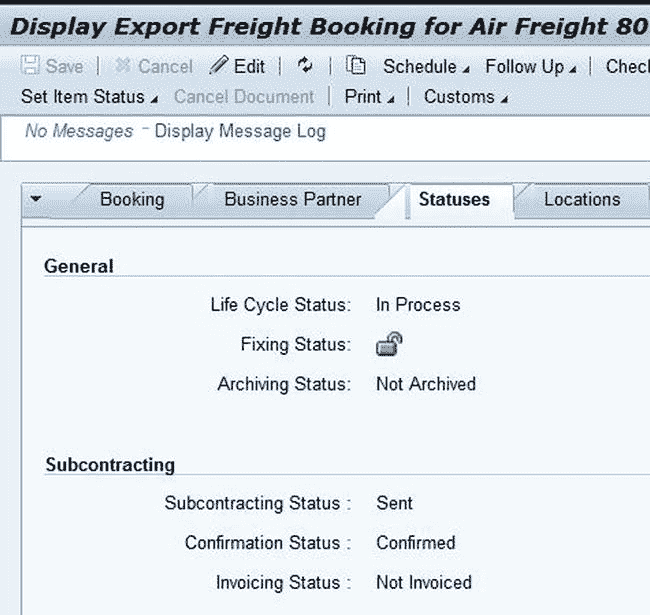 Display Export Freight Booking for Air Freight 80
Save Cancel Edit Schedule Follow Up Check
Set Item Status Cancel Document Print Customs
No Messages - Display Message Log
Booking Business Partner Statuses Locations
General
Life Cycle Status: In Process
Fixing Status:
Archiving Status: Not Archived
Subcontracting
Subcontracting Status : Sent
Confirmation Status : Confirmed
Invoicing Status : Not Invoiced